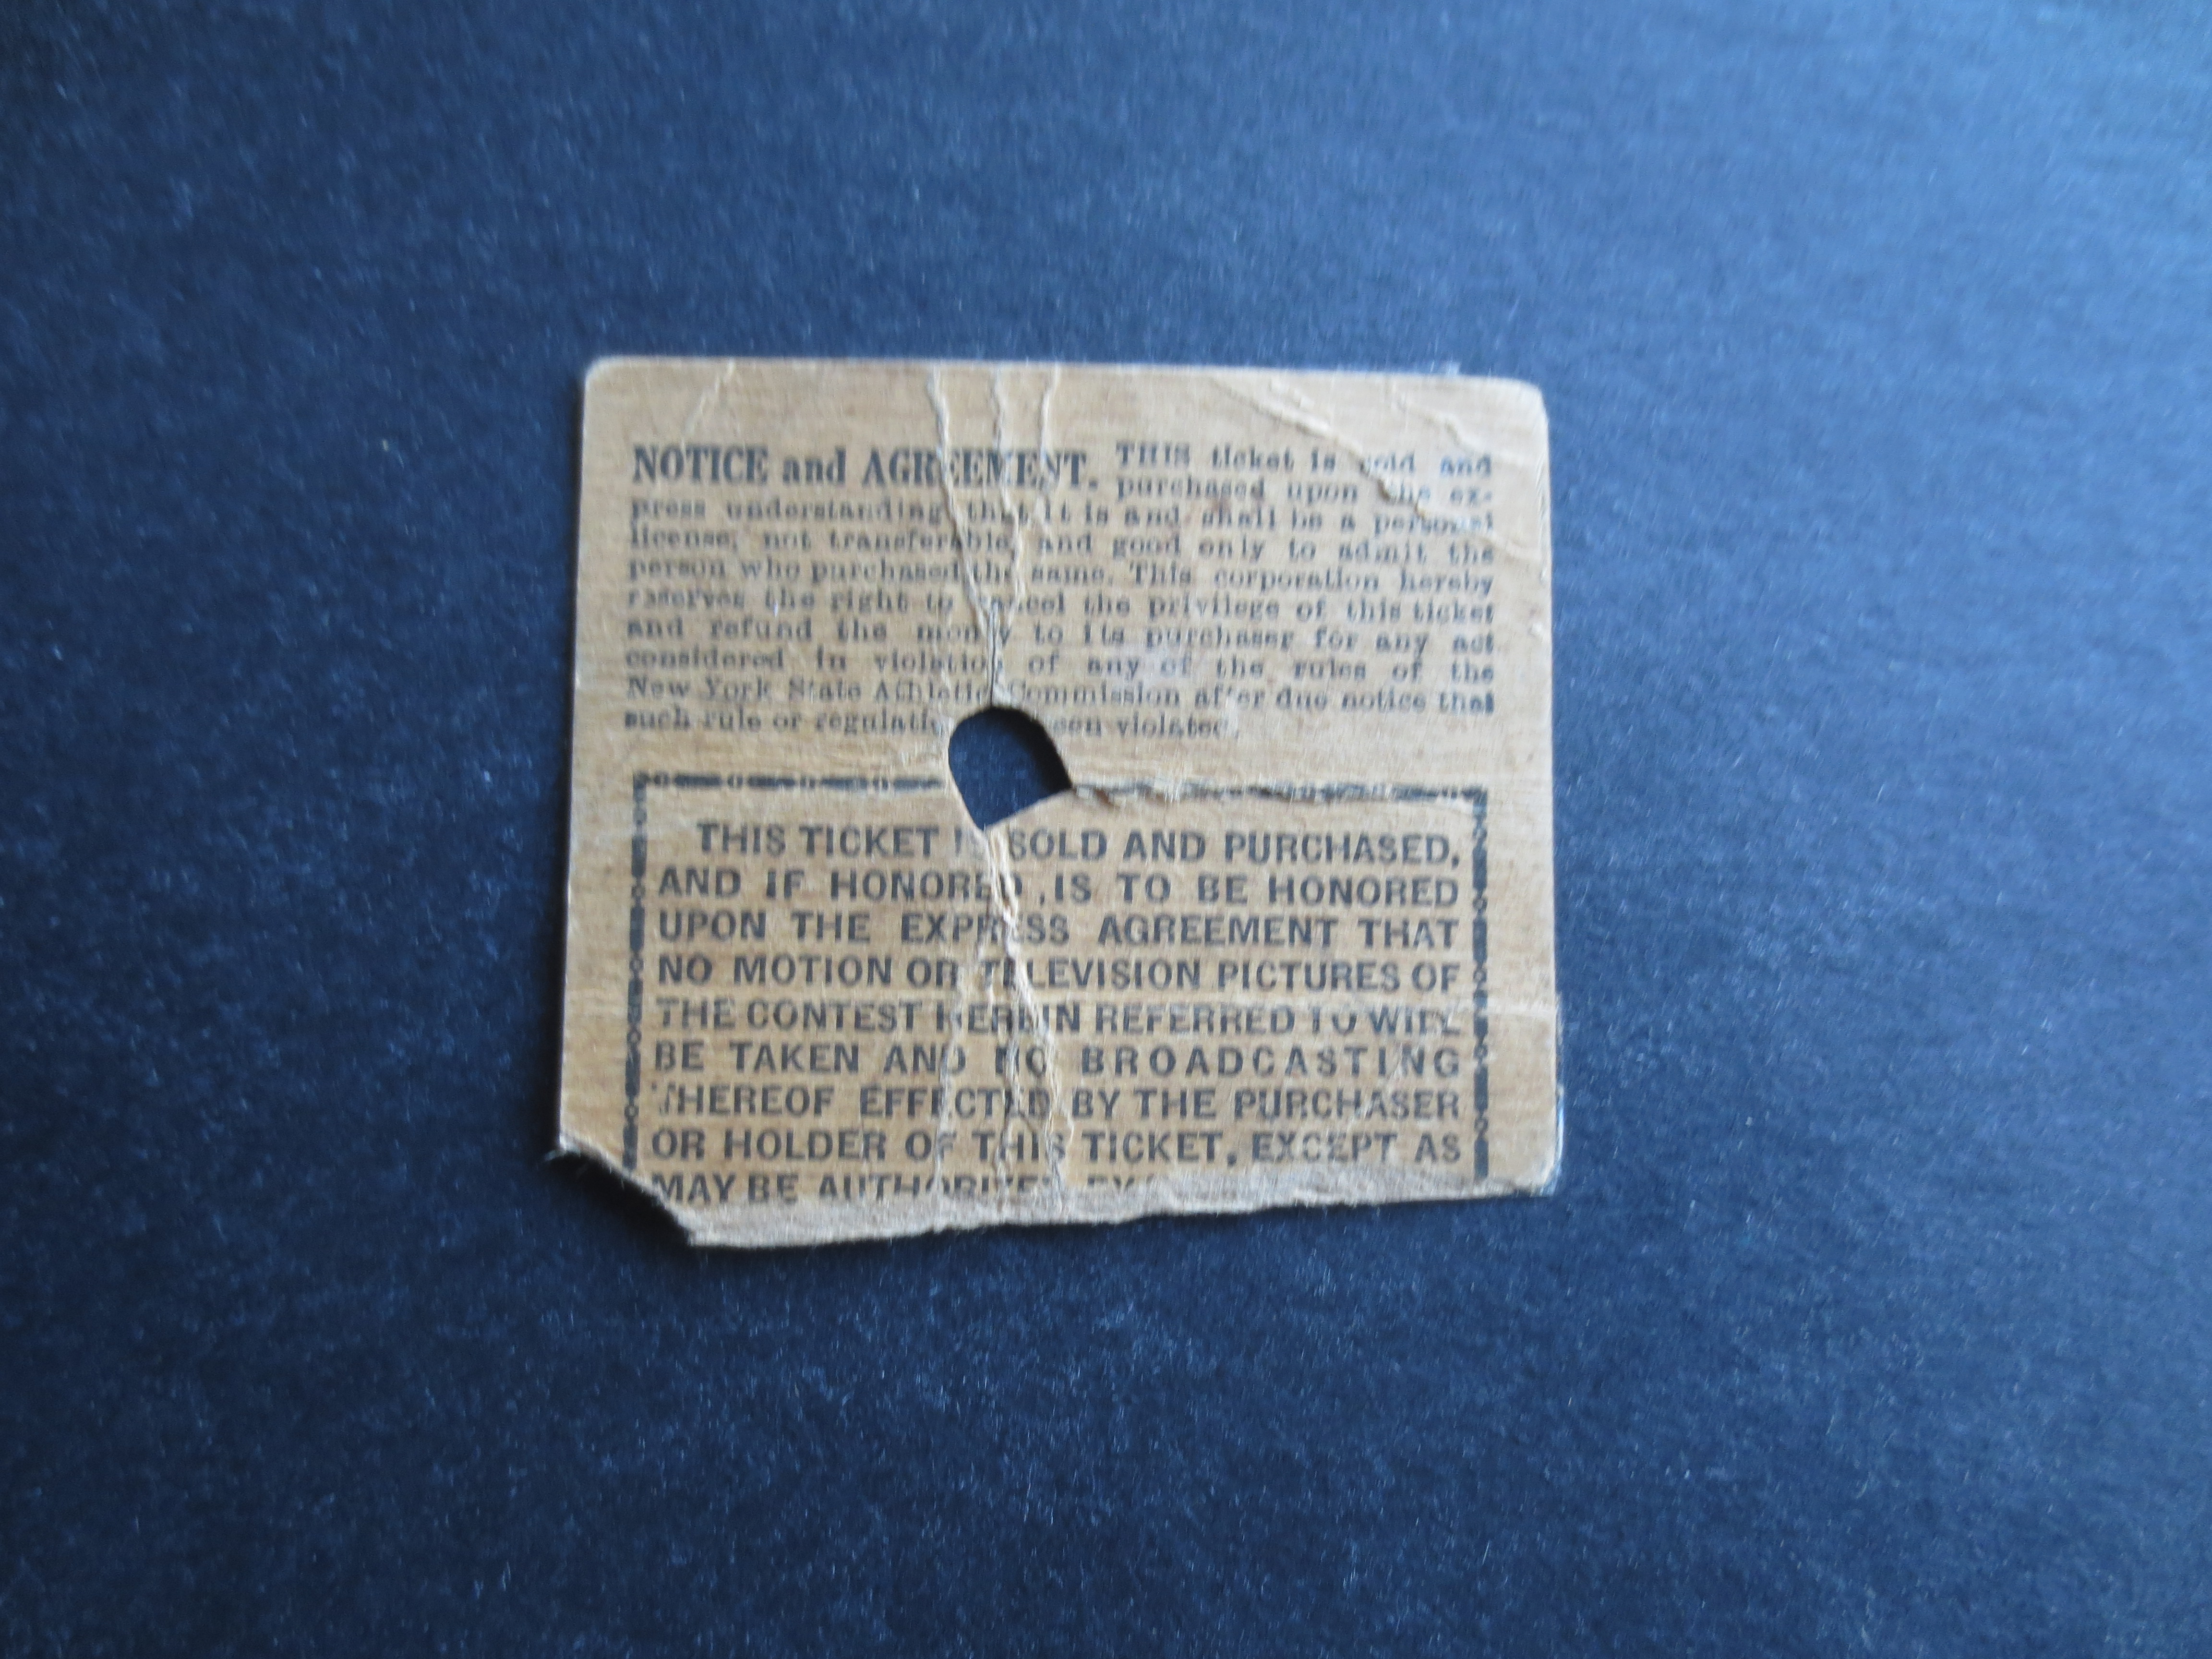 NOTICE and AGREEMENT. THIS ticket is sold and
purchased upon the ex-
press understanding that it is and shall be a personal
license, not transferable, and good only to admit the
person who purchased the same. This corporation hereby
reserves the right to cancel the privilege of this ticket
and refund the money to its purchaser for any act
considered in violation of any of the rules of the
New York State Athletic Commission after due notice that
such rule or regulati een violated.
THIS TICKET IS SOLD AND PURCHASED,
AND IF HONORED, IS TO BE HONORED
UPON THE EXPRESS AGREEMENT THAT
NO MOTION OR TELEVISION PICTURES OF
THE CONTEST HEREIN REFERRED TO WILL
BE TAKEN AND NO BROADCASTING
THEREOF EFFECTED BY THE PURCHASER
OR HOLDER OF THIS TICKET, EXCEPT AS
MAY BE AUTHORIZED BY